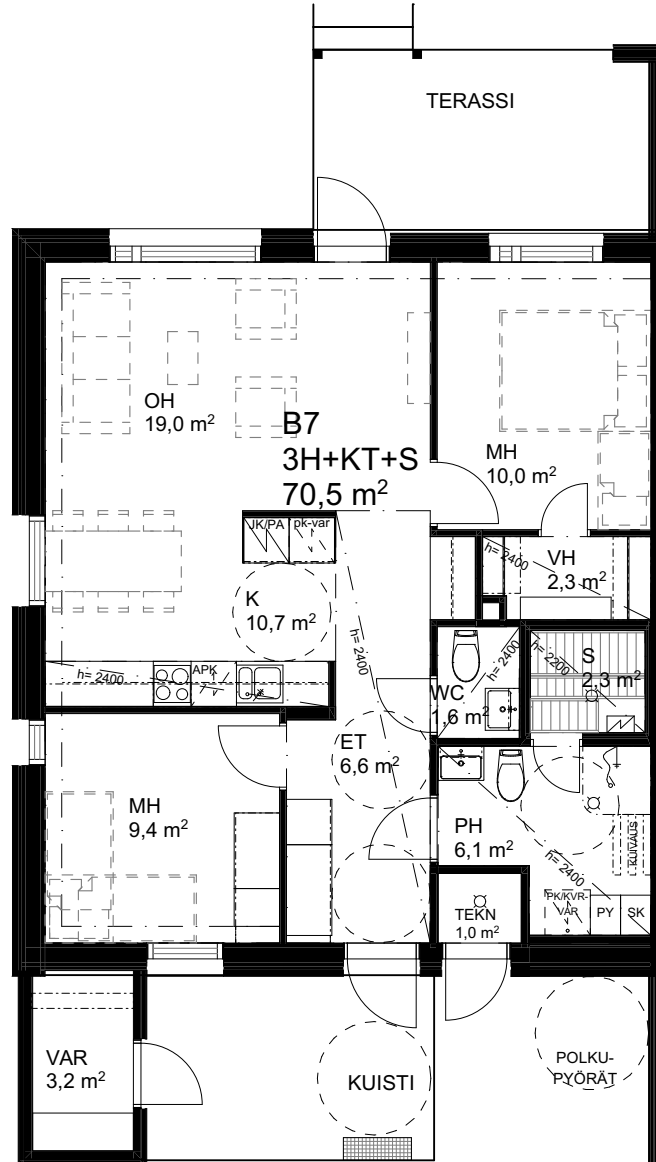 TERASSI
OH
19,0 m²
B7
3H+KT+S
70,5 m²
MH
10,0 m²
JK/PA
pk-var
h= 2400
VH
2,3 m²
K
10,7 m²
h= 2400
h= 2400
APK
WC
1,6 m²
h= 2400
h= 2200
S
2,3 m²
ET
6,6 m²
MH
9,4 m²
PH
6,1 m²
h= 2400
KUIVAUS
PK/KVR-
VAR
PY
SK
TEKN
1,0 m²
VAR
3,2 m²
KUISTI
POLKU-
PYÖRÄT